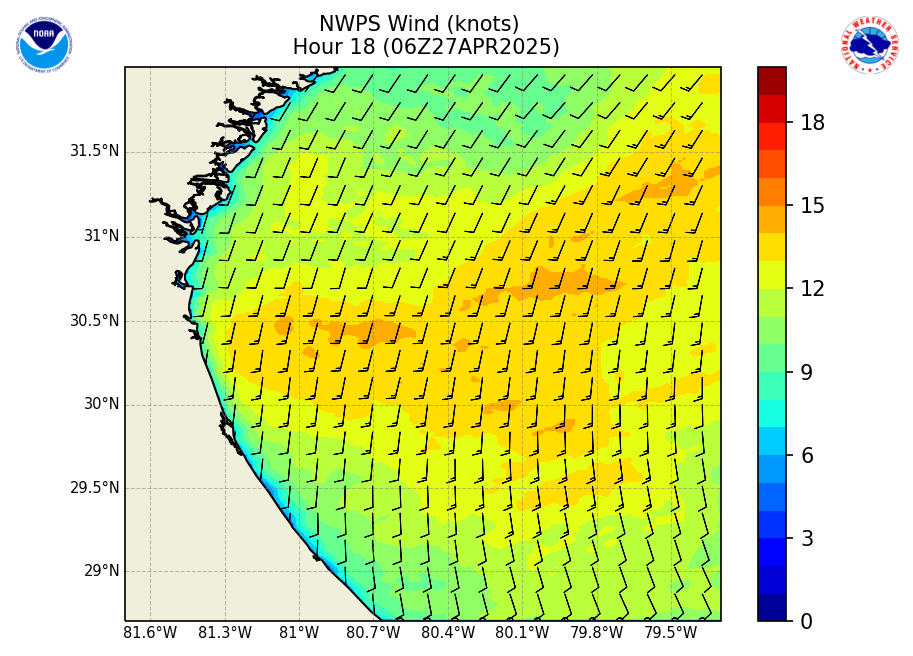 NWPS Wind (knots)
Hour 18 (06Z27APR2025)
NOAA
NATIONAL WEATHER SERVICE
31.5°N
31°N
30.5°N
30°N
29.5°N
29°N
81.6°W 81.3°W 81°W 80.7°W 80.4°W 80.1°W 79.8°W 79.5°W
18
15
12
9
6
3
0